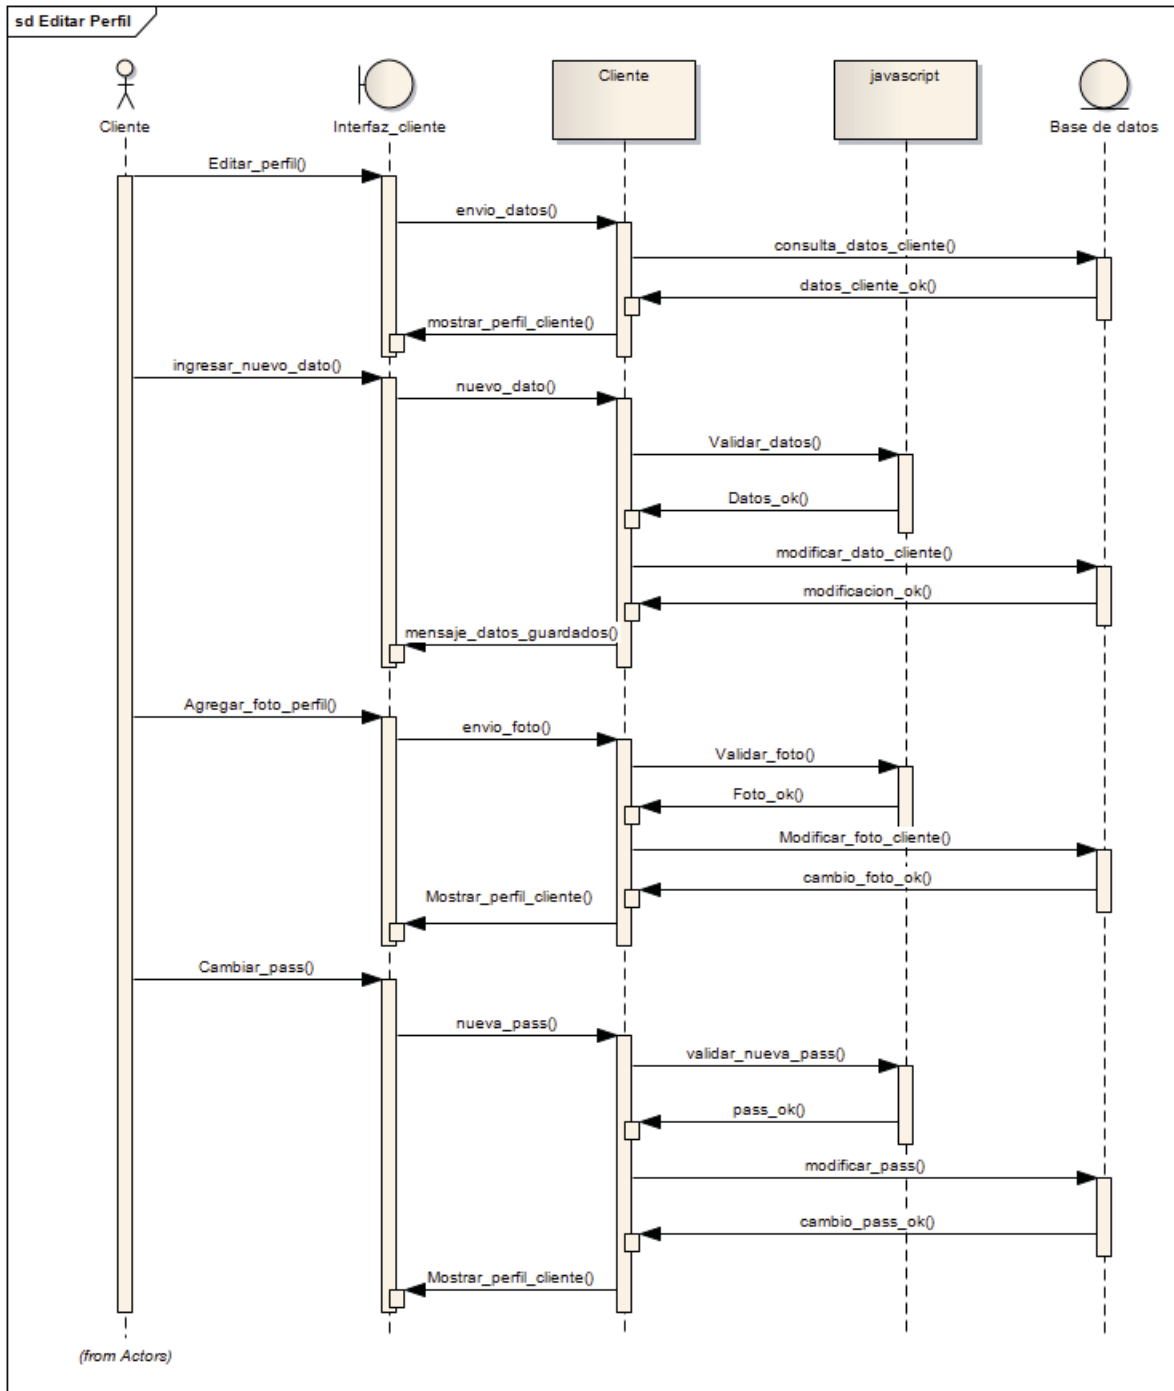 sd Editar Perfil
Cliente
Interfaz_cliente
Cliente
javascript
Base de datos
Editar_perfil()
envio_datos()
consulta_datos_cliente()
datos_cliente_ok()
mostrar_perfil_cliente()
ingresar_nuevo_dato()
nuevo_dato()
Validar_datos()
Datos_ok()
modificar_dato_cliente()
modificacion_ok()
mensaje_datos_guardados()
Agregar_foto_perfil()
envio_foto()
Validar_foto()
Foto_ok()
Modificar_foto_cliente()
cambio_foto_ok()
Mostrar_perfil_cliente()
Cambiar_pass()
nueva_pass()
validar_nueva_pass()
pass_ok()
modificar_pass()
cambio_pass_ok()
Mostrar_perfil_cliente()
(from Actors)